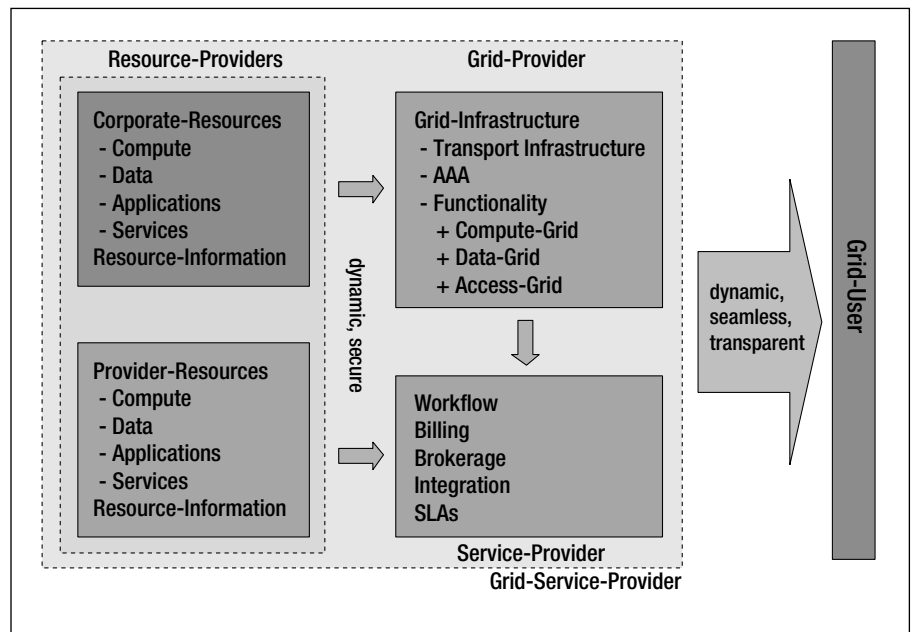 Resource-Providers
Corporate-Resources
- Compute
- Data
- Applications
- Services
Resource-Information
Provider-Resources
- Compute
- Data
- Applications
- Services
Resource-Information
dynamic, secure
Grid-Provider
Grid-Infrastructure
- Transport Infrastructure
- AAA
- Functionality
+ Compute-Grid
+ Data-Grid
+ Access-Grid
Workflow
Billing
Brokerage
Integration
SLAs
Service-Provider
Grid-Service-Provider
dynamic,
seamless,
transparent
Grid-User